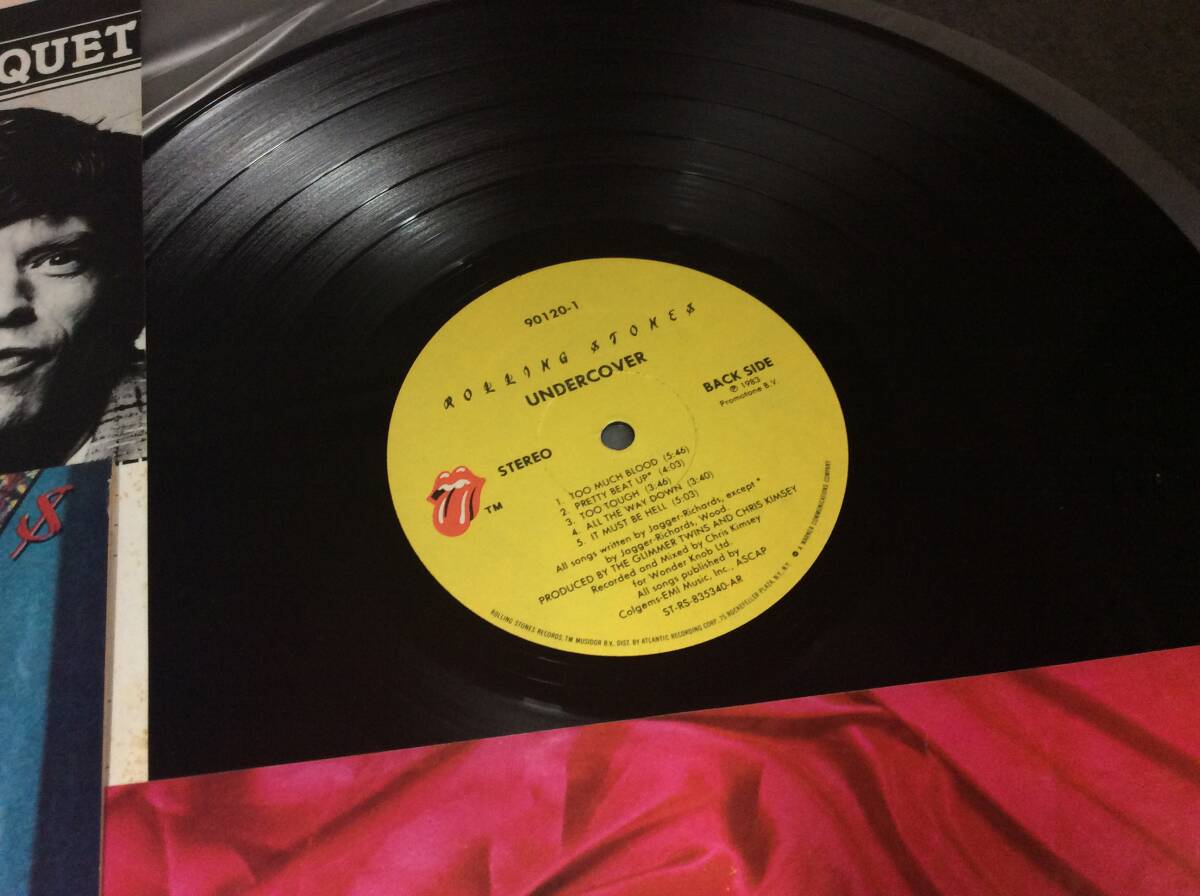 QUET
90120-1
ROLLING STONES
UNDERCOVER
BACK SIDE
℗ 1983
Promotone B.V.
STEREO
TM
1. TOO MUCH BLOOD (5:46)
2. PRETTY BEAT UP* (4:03)
3. TOO TOUGH (3:46)
4. ALL THE WAY DOWN (3:40)
5. IT MUST BE HELL (5:03)
All songs written by Jagger-Richards, except *
by Jagger-Richards, Wood.
PRODUCED BY THE GLIMMER TWINS AND CHRIS KIMSEY
Recorded and Mixed by Chris Kimsey
for Wonder Knob Ltd.
All songs published by
Colgems-EMI Music, Inc., ASCAP
ST-RS-835340-AR
ROLLING STONES RECORDS, TM MUSIDOR B.V. DIST. BY ATLANTIC RECORDING CORP. 75 ROCKEFELLER PLAZA, N.Y., N.Y. A WARNER COMMUNICATIONS COMPANY
S